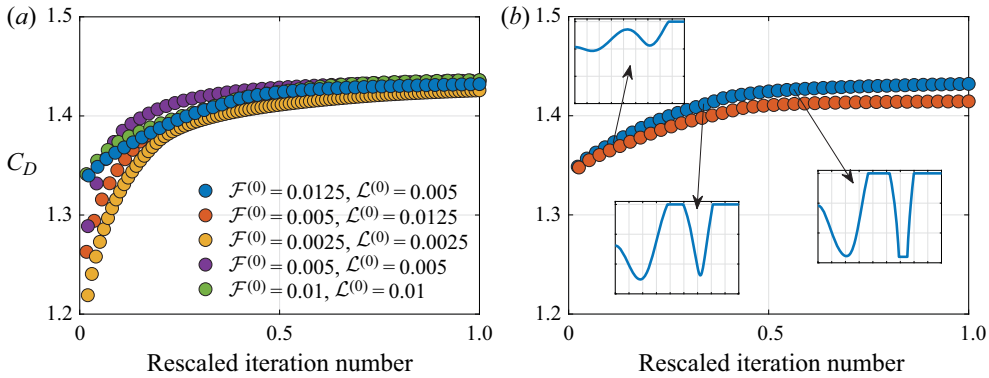 (a)
1.5
1.4
C_D
1.3
1.2
0
0.5
1.0
Rescaled iteration number
ℱ⁽⁰⁾ = 0.0125, ℒ⁽⁰⁾ = 0.005
ℱ⁽⁰⁾ = 0.005, ℒ⁽⁰⁾ = 0.0125
ℱ⁽⁰⁾ = 0.0025, ℒ⁽⁰⁾ = 0.0025
ℱ⁽⁰⁾ = 0.005, ℒ⁽⁰⁾ = 0.005
ℱ⁽⁰⁾ = 0.01, ℒ⁽⁰⁾ = 0.01
(b)
1.5
1.4
1.3
1.2
0
0.5
1.0
Rescaled iteration number